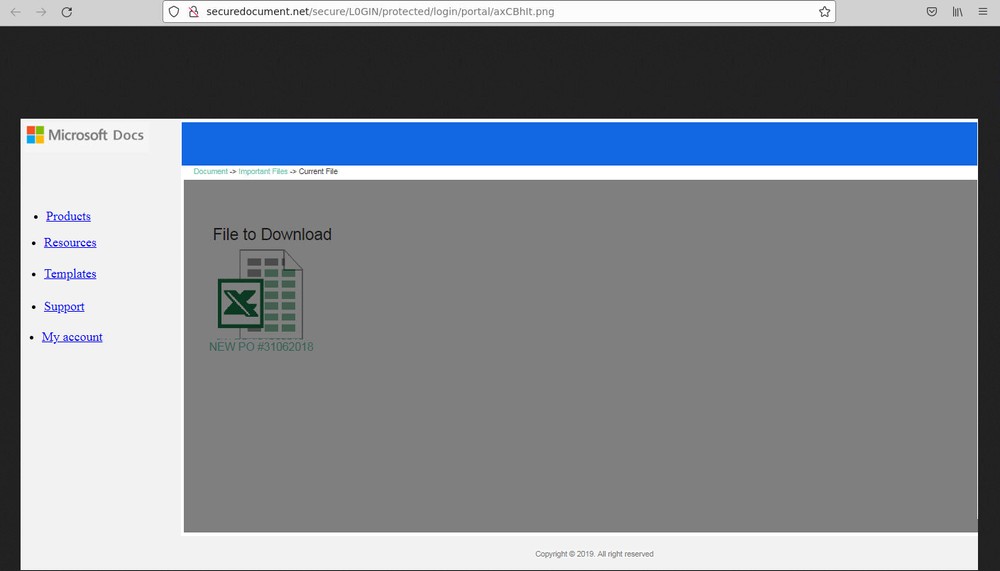 securedocument.net/secure/L0GIN/protected/login/portal/axCBhIt.png
Microsoft Docs
Document -> Important Files -> Current File
Products
Resources
Templates
Support
My account
File to Download
NEW PO #31062018
Copyright © 2019. All right reserved